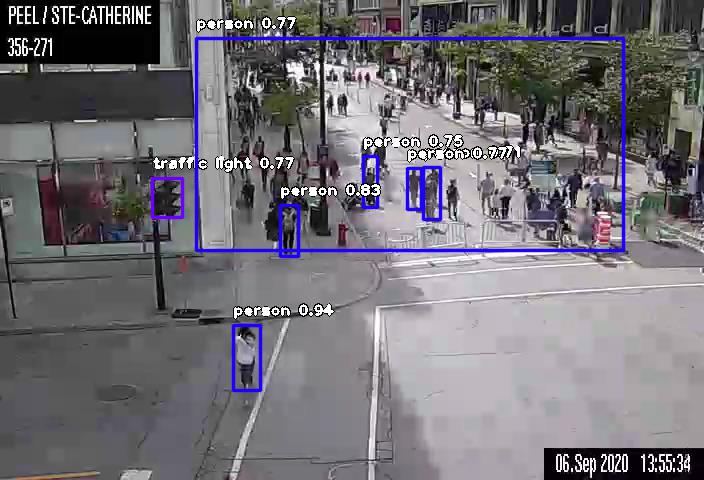 PEEL / STE-CATHERINE
356-271
person 0.77
person 0.75
person 0.77
traffic light 0.77
person 0.83
person 0.94
06.Sep 2020 13:55:34